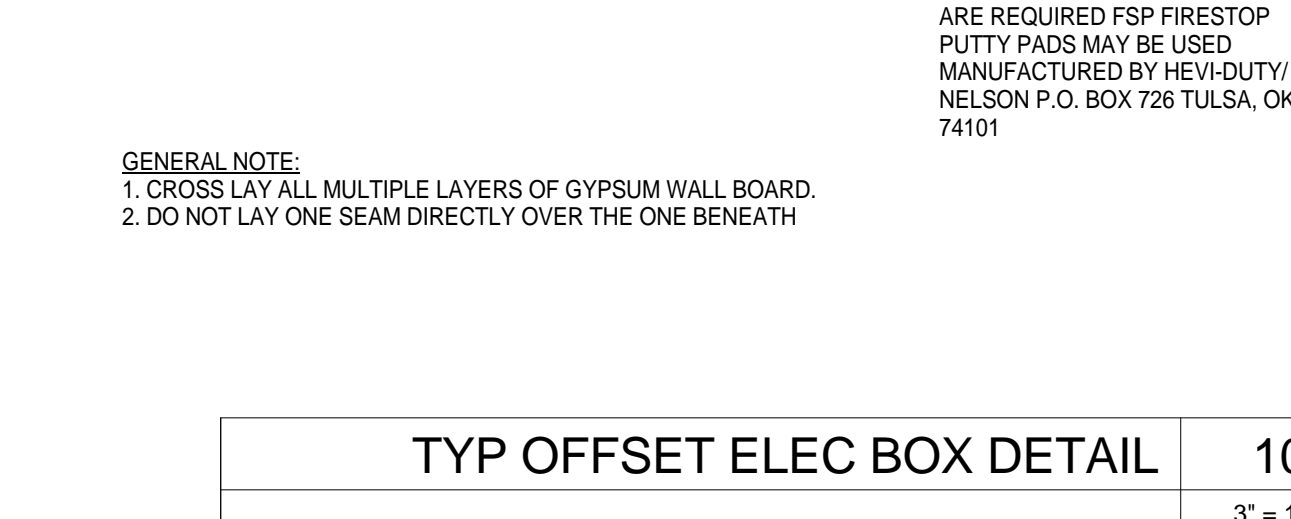 ARE REQUIRED FSP FIRESTOP
PUTTY PADS MAY BE USED
MANUFACTURED BY HEVI-DUTY/
NELSON P.O. BOX 726 TULSA, OK
74101
GENERAL NOTE:
1. CROSS LAY ALL MULTIPLE LAYERS OF GYPSUM WALL BOARD.
2. DO NOT LAY ONE SEAM DIRECTLY OVER THE ONE BENEATH
TYP OFFSET ELEC BOX DETAIL
3" =